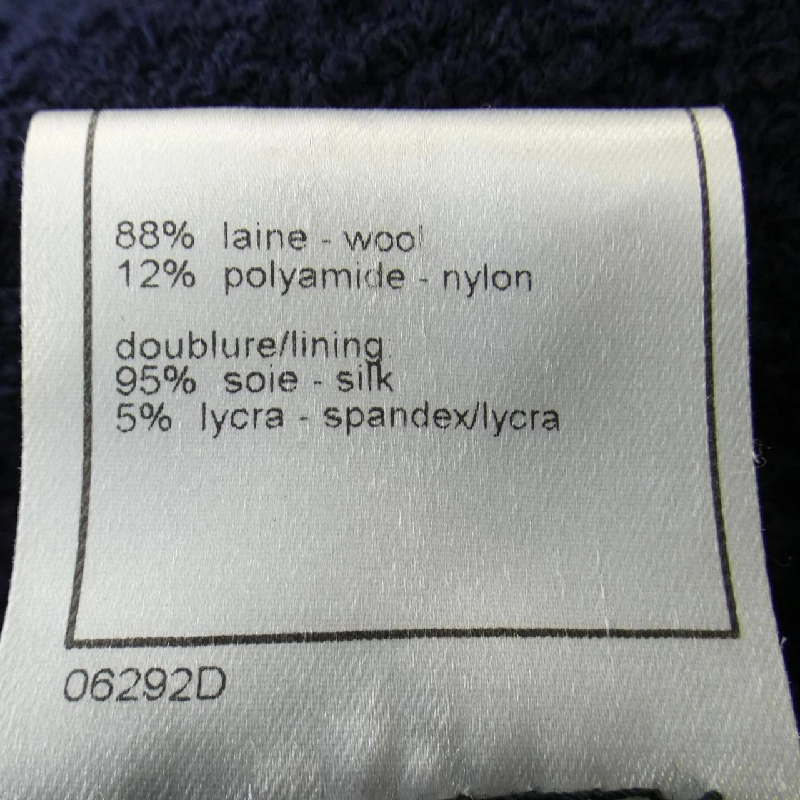 88% laine - wool
12% polyamide - nylon
doublure/lining
95% soie - silk
5% lycra - spandex/lycra
06292D